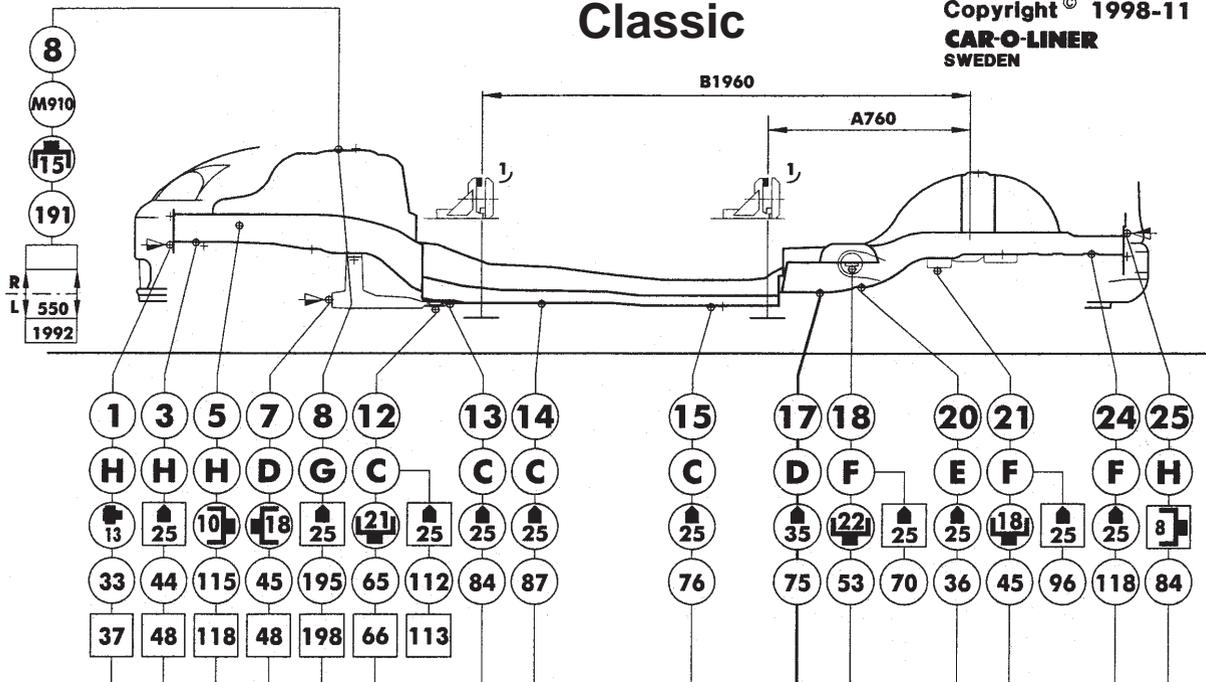 Classic
Copyright © 1998-11
CAR-O-LINER
SWEDEN
8
M910
15
191
R
L
550
1992
B1960
A760
1
1
1 3 5 7 8 12 13 14 15 17 18 20 21 24 25
H H H D G C C C C D F E F F H
13 25 10 18 25 21 25 25 25 25 35 22 25 25 18 25 25 8
33 44 115 45 195 65 112 84 87 76 75 53 70 36 45 96 118 84
37 48 118 48 198 66 113